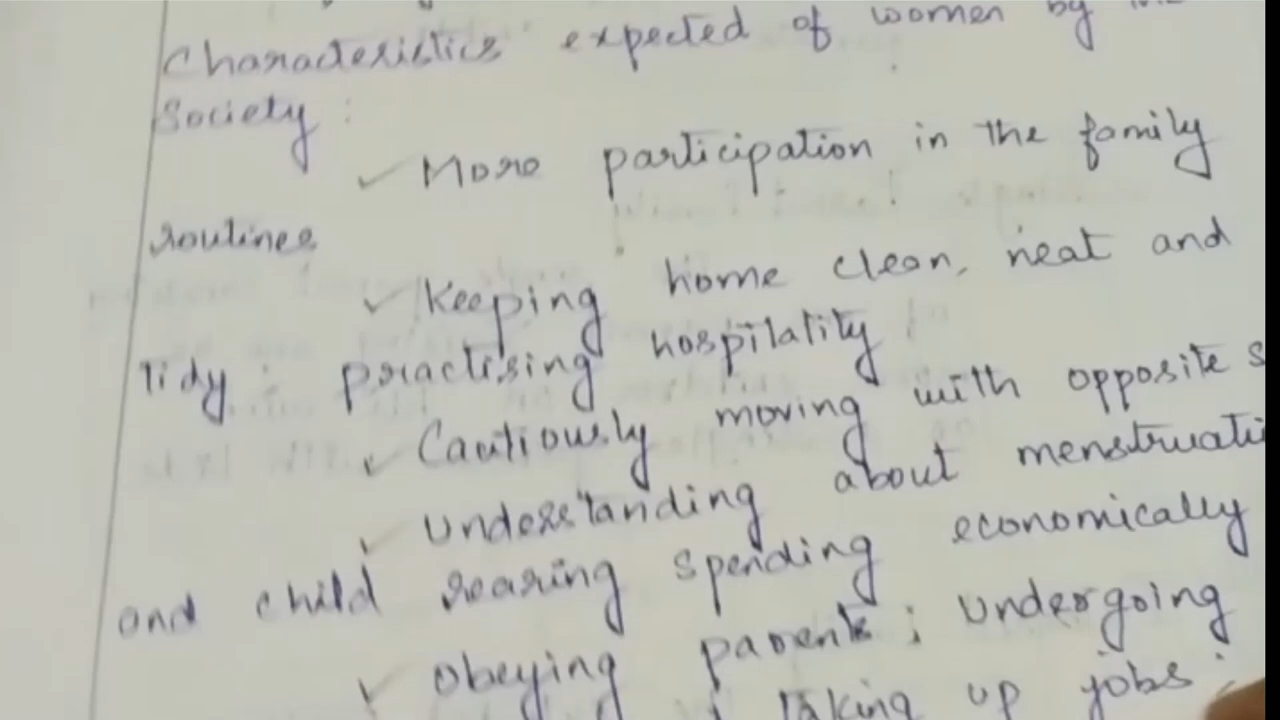 Characteristics expected of women by the
Society :
✓ More participation in the family
routines
✓ Keeping home clean, neat and
Tidy ; practising hospitality
✓ Cautiously moving with opposite
✓ Understanding about
and child rearing spending economically
✓ Obeying parents ; undergoing
; Taking up jobs ;